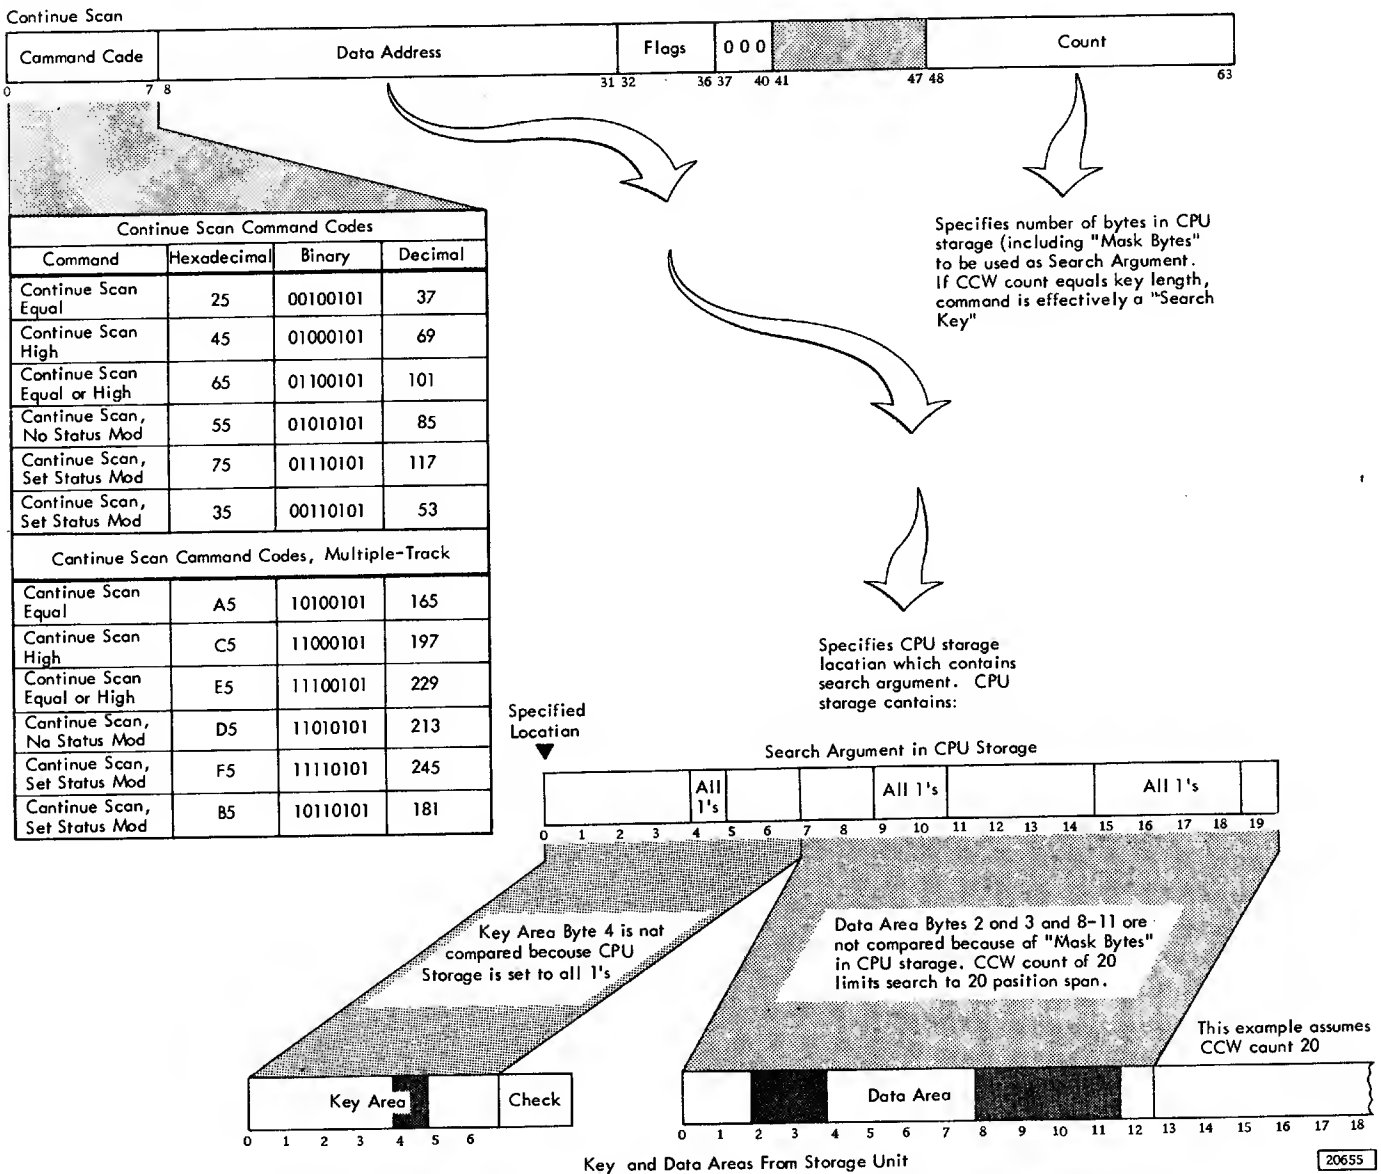 Continue Scan
Command Code
Data Address
Flags
0 0 0
Count
0 7 8 31 32 36 37 40 41 47 48 63
Specifies number of bytes in CPU
storage (including "Mask Bytes"
to be used as Search Argument.
If CCW count equals key length,
command is effectively a "Search
Key"
Continue Scan Command Codes
Command Hexadecimal Binary Decimal
Continue Scan
Equal 25 00100101 37
Continue Scan
High 45 01000101 69
Continue Scan
Equal or High 65 01100101 101
Continue Scan,
No Status Mod 55 01010101 85
Continue Scan,
Set Status Mod 75 01110101 117
Continue Scan,
Set Status Mod 35 00110101 53
Continue Scan Command Codes, Multiple-Track
Continue Scan
Equal A5 10100101 165
Continue Scan
High C5 11000101 197
Continue Scan
Equal or High E5 11100101 229
Continue Scan,
No Status Mod D5 11010101 213
Continue Scan,
Set Status Mod F5 11110101 245
Continue Scan,
Set Status Mod B5 10110101 181
Specifies CPU storage
location which contains
search argument. CPU
storage contains:
Specified
Location
Search Argument in CPU Storage
All
1's
All 1's
All 1's
0 1 2 3 4 5 6 7 8 9 10 11 12 13 14 15 16 17 18 19
Key Area Byte 4 is not
compared because CPU
Storage is set to all 1's
Data Area Bytes 2 and 3 and 8-11 are
not compared because of "Mask Bytes"
in CPU storage. CCW count of 20
limits search to 20 position span.
This example assumes
CCW count 20
Key Area
Check
Data Area
0 1 2 3 4 5 6
0 1 2 3 4 5 6 7 8 9 10 11 12 13 14 15 16 17 18
Key and Data Areas From Storage Unit
20655